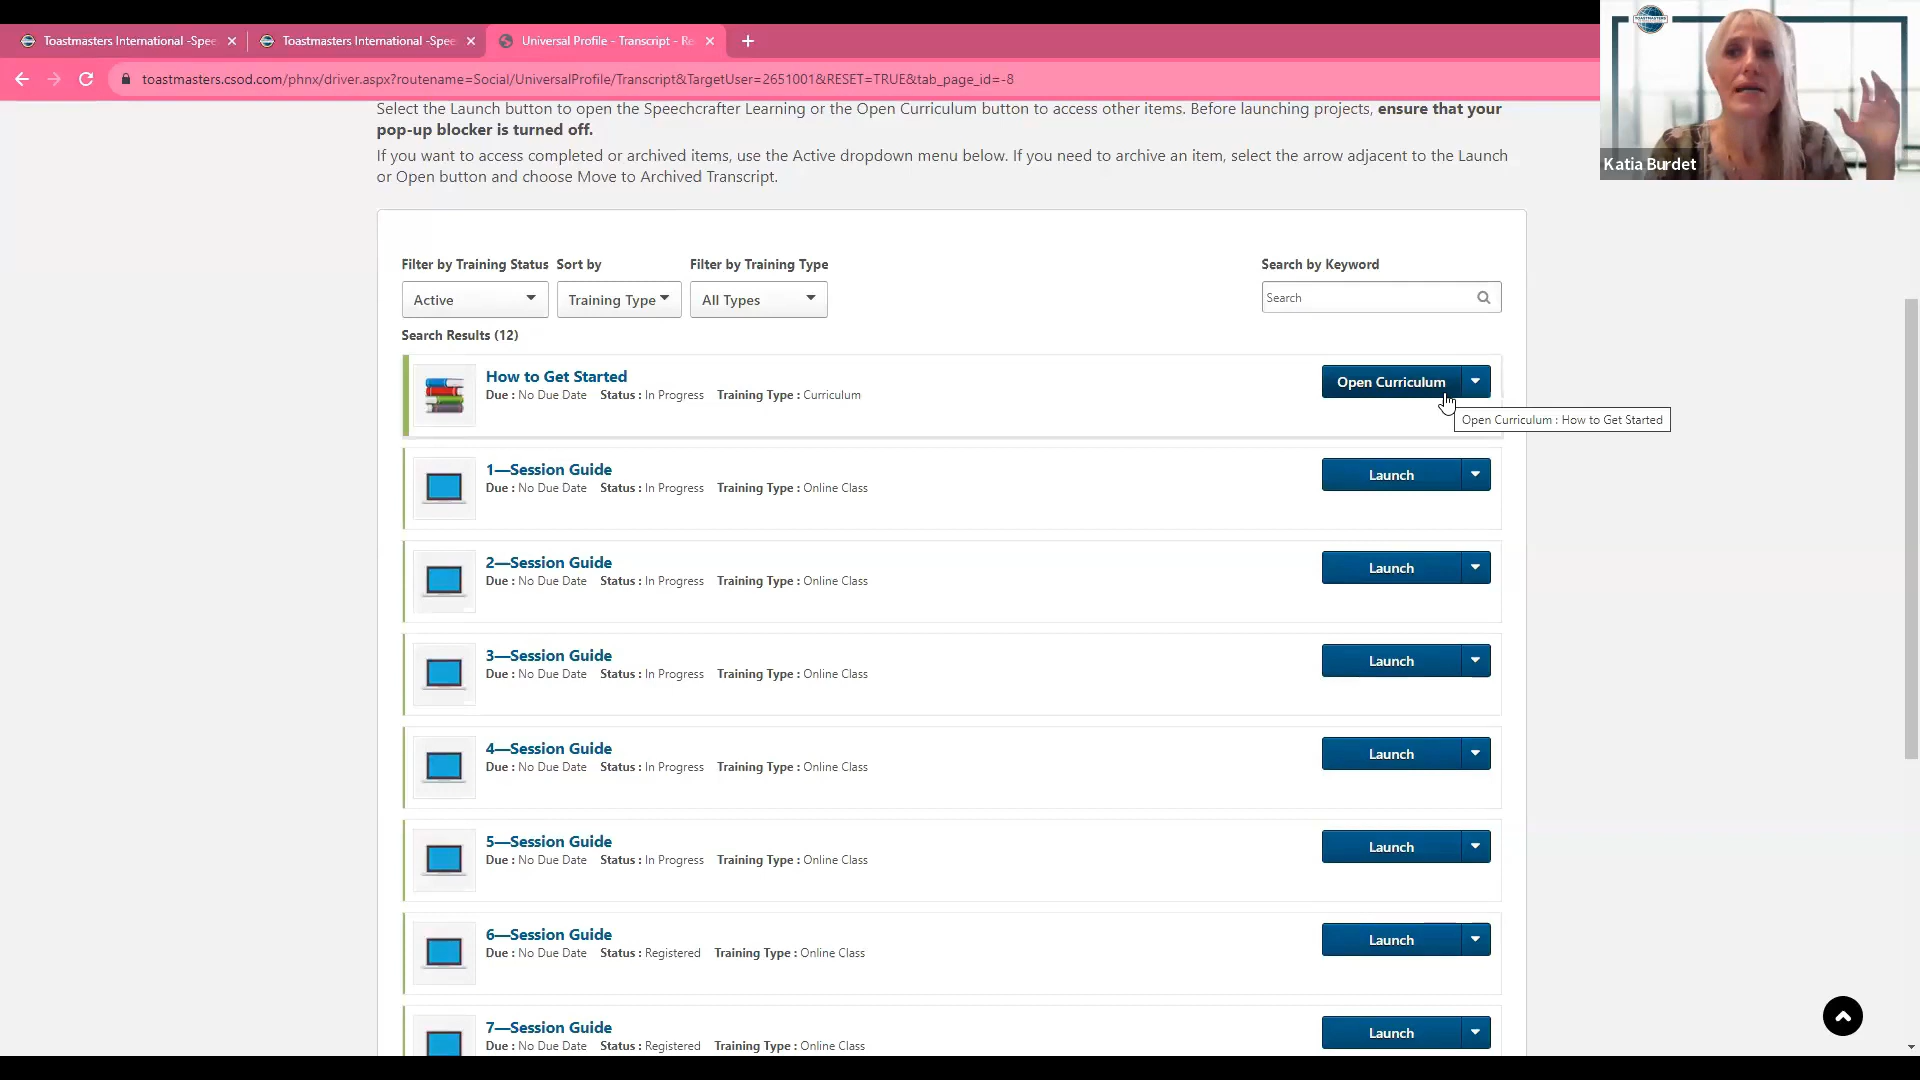 Toastmasters International -Spee
Toastmasters International -Spee
Universal Profile - Transcript - Re
toastmasters.csod.com/phnx/driver.aspx?routename=Social/UniversalProfile/Transcript&TargetUser=2651001&RESET=TRUE&tab_page_id=-8
TOASTMASTERS
Katia Burdet
Select the Launch button to open the Speechcrafter Learning or the Open Curriculum button to access other items. Before launching projects, ensure that your
pop-up blocker is turned off.
If you want to access completed or archived items, use the Active dropdown menu below. If you need to archive an item, select the arrow adjacent to the Launch
or Open button and choose Move to Archived Transcript.
Filter by Training Status Sort by Filter by Training Type Search by Keyword
Active Training Type All Types Search
Search Results (12)
How to Get Started
Due : No Due Date Status : In Progress Training Type : Curriculum
Open Curriculum
Open Curriculum : How to Get Started
1—Session Guide
Due : No Due Date Status : In Progress Training Type : Online Class
Launch
2—Session Guide
Due : No Due Date Status : In Progress Training Type : Online Class
Launch
3—Session Guide
Due : No Due Date Status : In Progress Training Type : Online Class
Launch
4—Session Guide
Due : No Due Date Status : In Progress Training Type : Online Class
Launch
5—Session Guide
Due : No Due Date Status : In Progress Training Type : Online Class
Launch
6—Session Guide
Due : No Due Date Status : Registered Training Type : Online Class
Launch
7—Session Guide
Due : No Due Date Status : Registered Training Type : Online Class
Launch